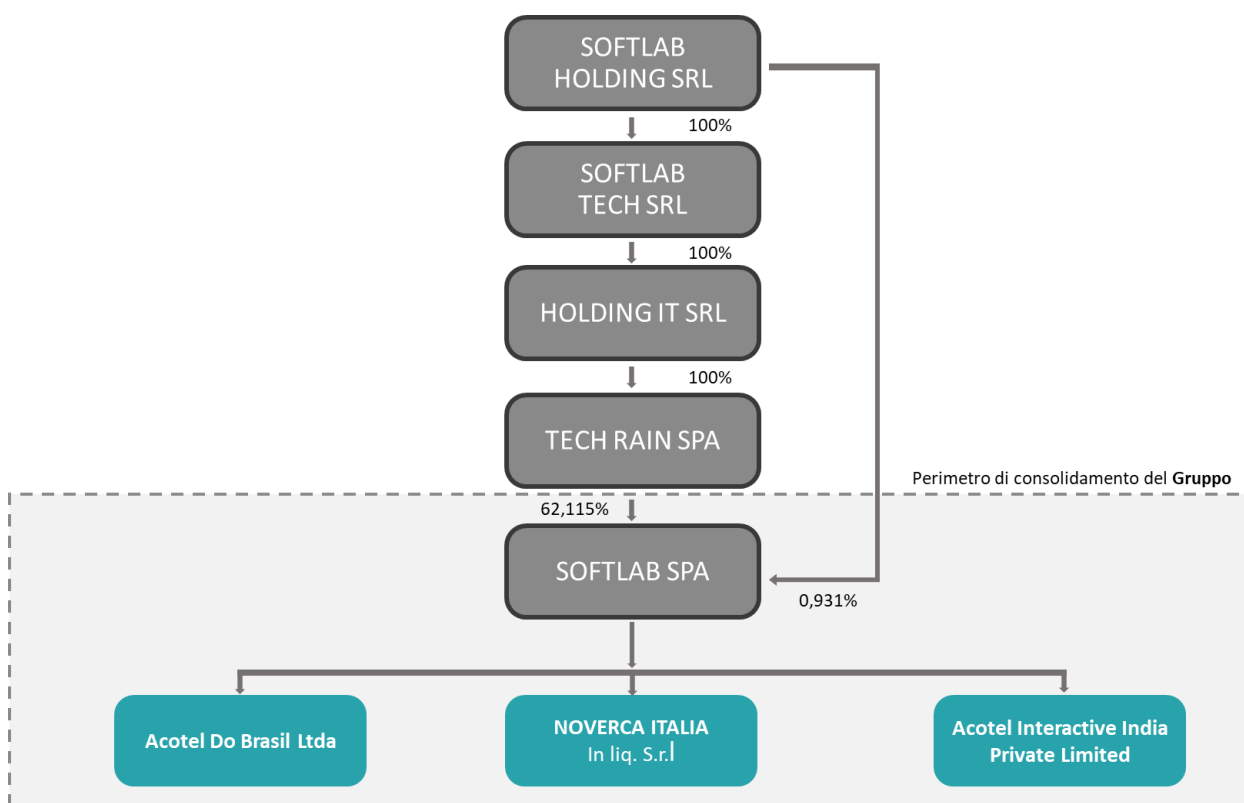 SOFTLAB
HOLDING SRL
100%
SOFTLAB
TECH SRL
100%
HOLDING IT SRL
100%
TECH RAIN SPA
Perimetro di consolidamento del Gruppo
62,115%
SOFTLAB SPA
0,931%
Acotel Do Brasil Ltda
NOVERCA ITALIA
In liq. S.r.l
Acotel Interactive India
Private Limited